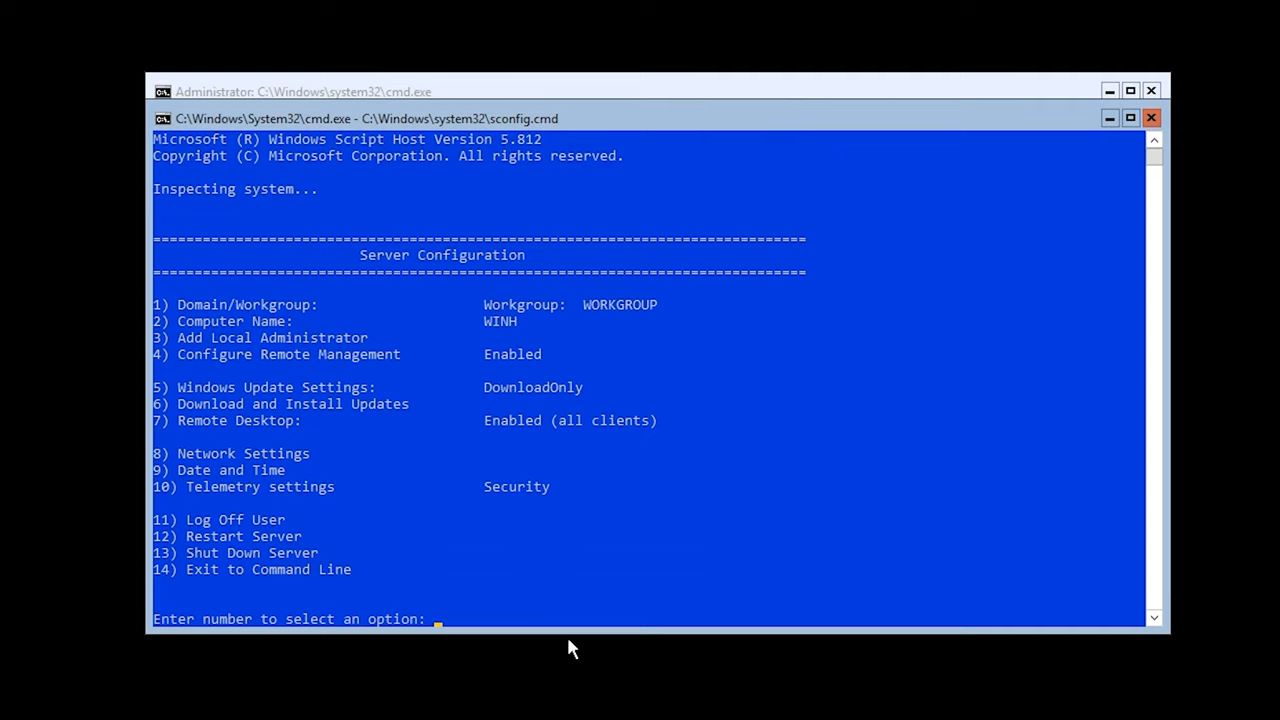 Administrator: C:\Windows\system32\cmd.exe
C:\Windows\System32\cmd.exe - C:\Windows\system32\sconfig.cmd
Microsoft (R) Windows Script Host Version 5.812
Copyright (C) Microsoft Corporation. All rights reserved.
Inspecting system...
===============================================================================
Server Configuration
===============================================================================
1) Domain/Workgroup: Workgroup: WORKGROUP
2) Computer Name: WINH
3) Add Local Administrator
4) Configure Remote Management Enabled
5) Windows Update Settings: DownloadOnly
6) Download and Install Updates
7) Remote Desktop: Enabled (all clients)
8) Network Settings
9) Date and Time
10) Telemetry settings Security
11) Log Off User
12) Restart Server
13) Shut Down Server
14) Exit to Command Line
Enter number to select an option: